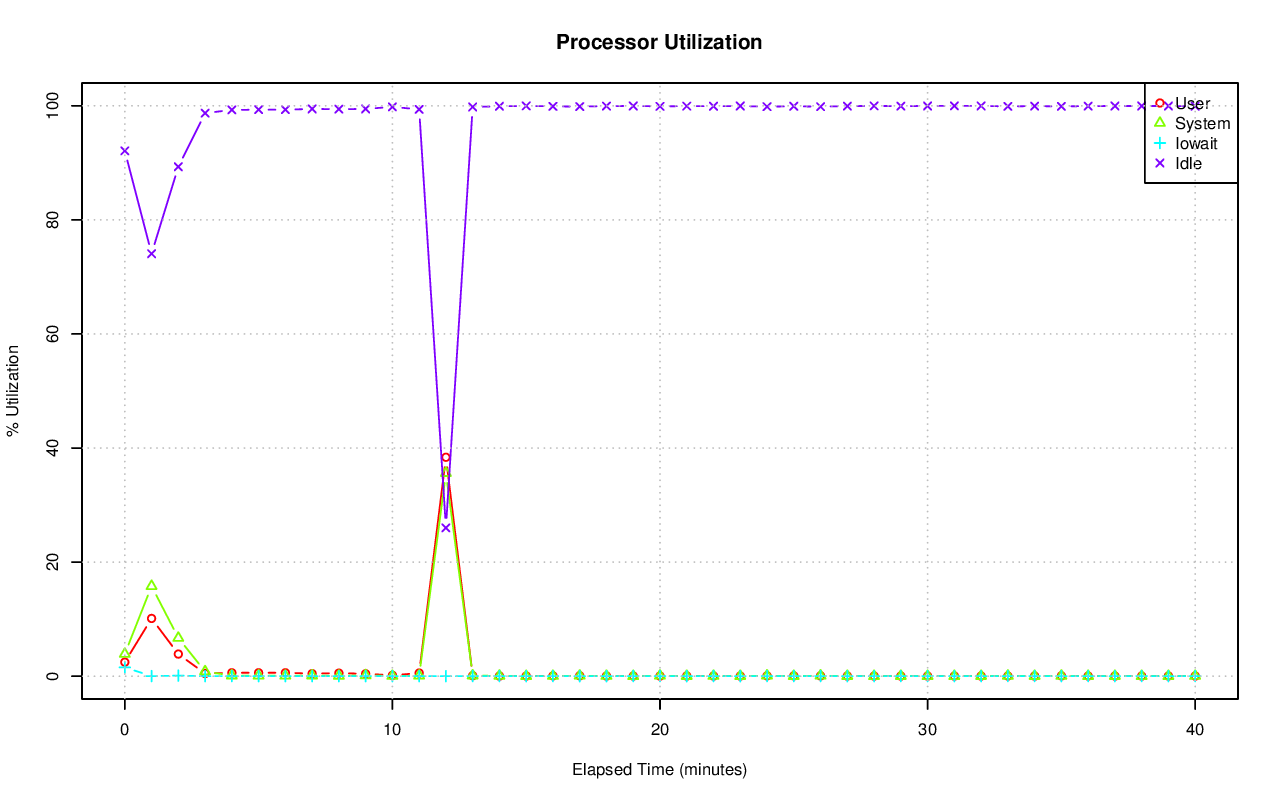 Processor Utilization
% Utilization
100
80
60
40
20
0
User
System
Iowait
Idle
0 10 20 30 40
Elapsed Time (minutes)